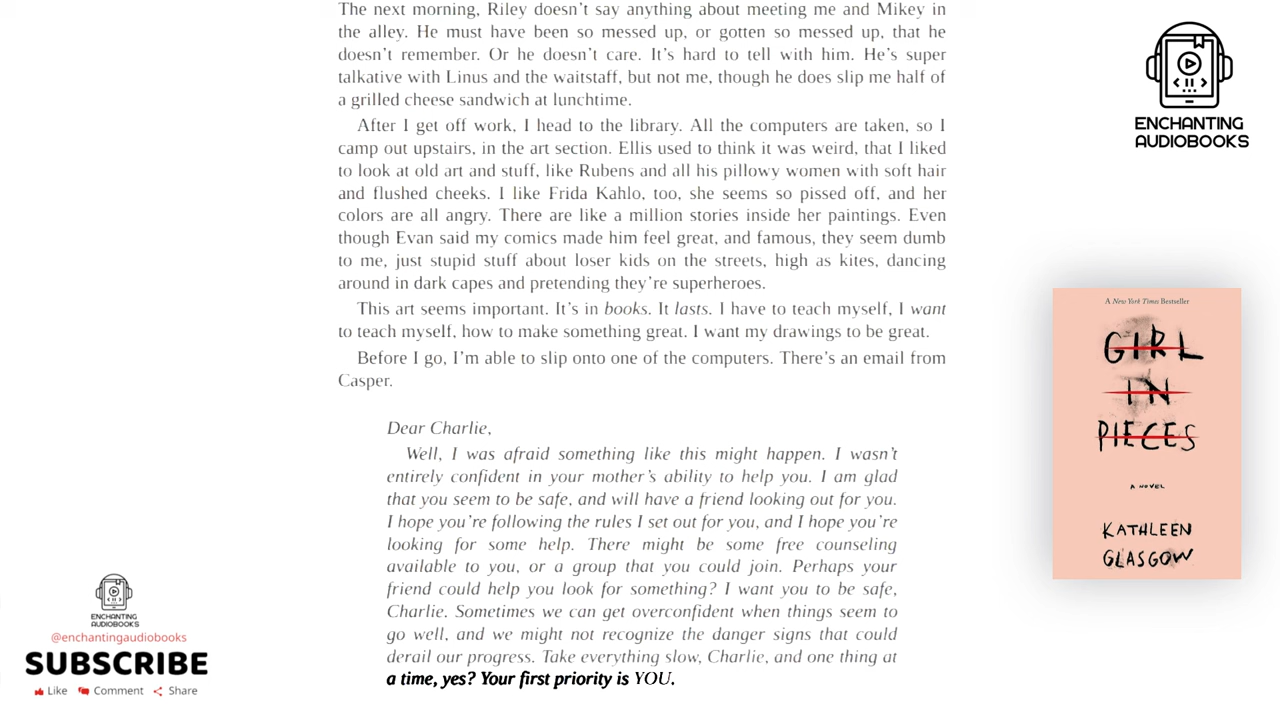 The next morning, Riley doesn't say anything about meeting me and Mikey in
the alley. He must have been so messed up, or gotten so messed up, that he
doesn't remember. Or he doesn't care. It's hard to tell with him. He's super
talkative with Linus and the waitstaff, but not me, though he does slip me half of
a grilled cheese sandwich at lunchtime.
After I get off work, I head to the library. All the computers are taken, so I
camp out upstairs, in the art section. Ellis used to think it was weird, that I liked
to look at old art and stuff, like Rubens and all his pillowy women with soft hair
and flushed cheeks. I like Frida Kahlo, too, she seems so pissed off, and her
colors are all angry. There are like a million stories inside her paintings. Even
though Evan said my comics made him feel great, and famous, they seem dumb
to me, just stupid stuff about loser kids on the streets, high as kites, dancing
around in dark capes and pretending they're superheroes.
This art seems important. It's in books. It lasts. I have to teach myself, I want
to teach myself, how to make something great. I want my drawings to be great.
Before I go, I'm able to slip onto one of the computers. There's an email from
Casper.
Dear Charlie,
Well, I was afraid something like this might happen. I wasn't
entirely confident in your mother's ability to help you. I am glad
that you seem to be safe, and will have a friend looking out for you.
I hope you're following the rules I set out for you, and I hope you're
looking for some help. There might be some free counseling
available to you, or a group that you could join. Perhaps your
friend could help you look for something? I want you to be safe,
Charlie. Sometimes we can get overconfident when things seem to
go well, and we might not recognize the danger signs that could
derail our progress. Take everything slow, Charlie, and one thing at
a time, yes? Your first priority is YOU.
ENCHANTING
AUDIOBOOKS
A New York Times Bestseller
GIRL
IN
PIECES
A NOVEL
KATHLEEN
GLASGOW
ENCHANTING
AUDIOBOOKS
@enchantingaudiobooks
SUBSCRIBE
Like Comment Share